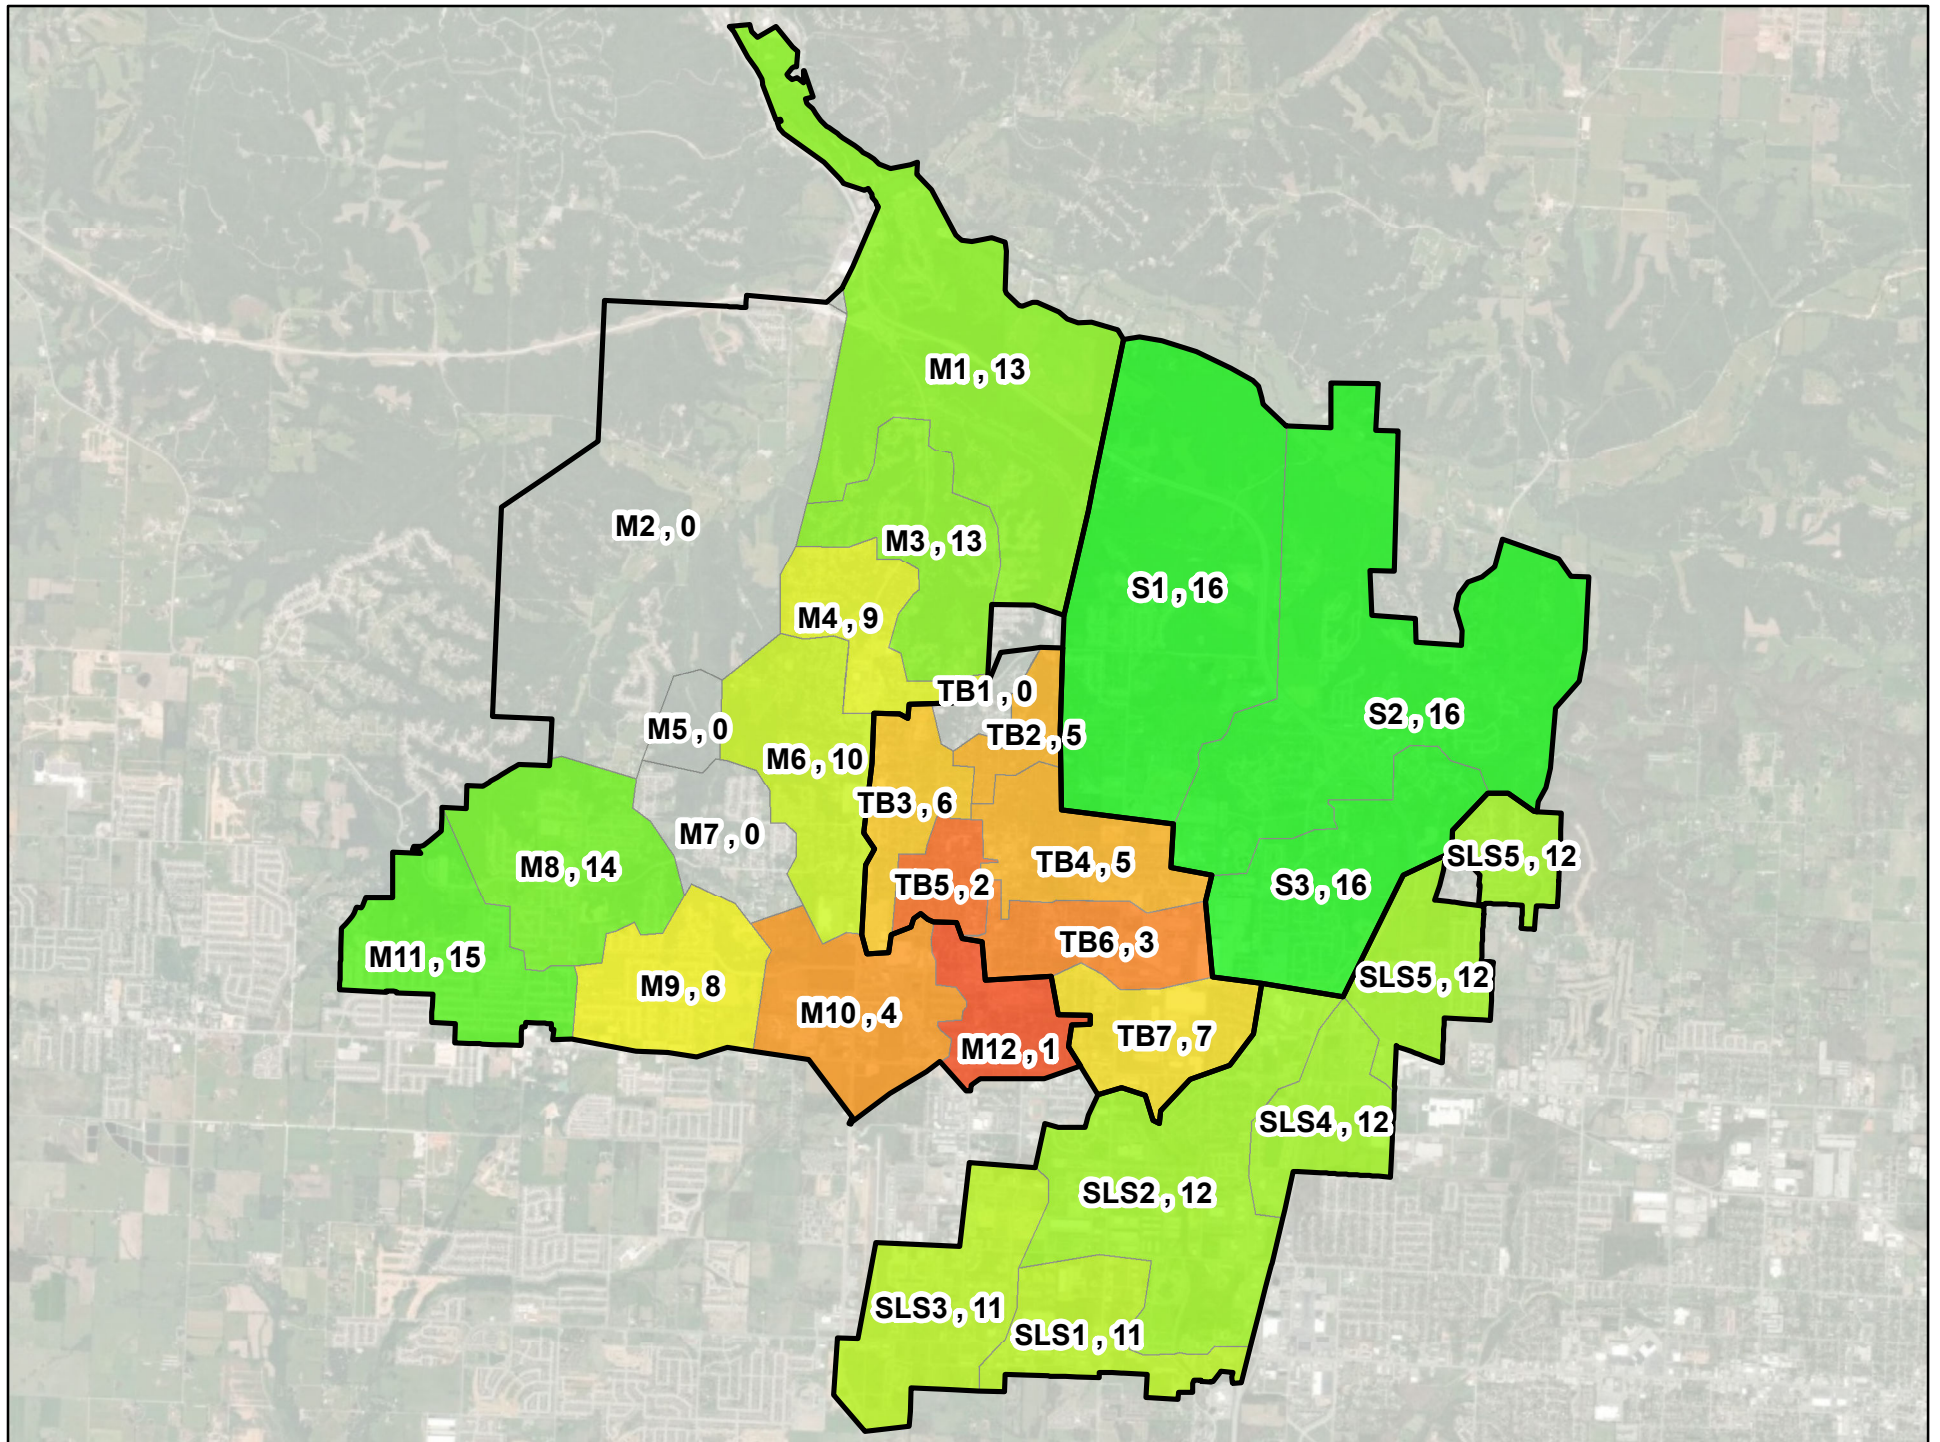 M1 , 13
M2 , 0
M3 , 13
S1 , 16
M4 , 9
TB1 , 0
S2 , 16
M5 , 0
TB2 , 5
M6 , 10
TB3 , 6
M7 , 0
SLS5 , 12
TB4 , 5
M8 , 14
TB5 , 2
S3 , 16
TB6 , 3
M11 , 15
SLS5 , 12
M9 , 8
M10 , 4
TB7 , 7
M12 , 1
SLS4 , 12
SLS2 , 12
SLS3 , 11
SLS1 , 11